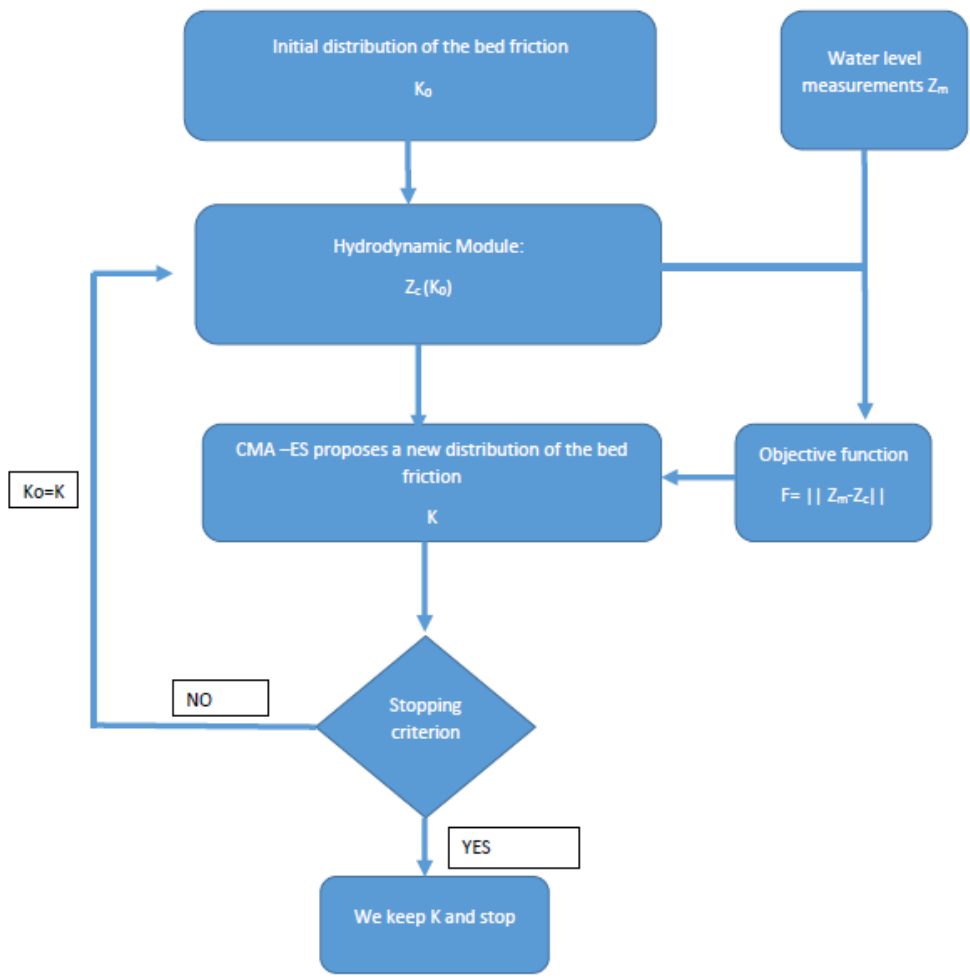 Initial distribution of the bed friction
K₀
Water level
measurements Zₘ
Hydrodynamic Module:
Z꜀(K₀)
CMA –ES proposes a new distribution of the bed
friction
K
Objective function
F= || Zₘ-Z꜀||
Ko=K
NO
Stopping
criterion
YES
We keep K and stop